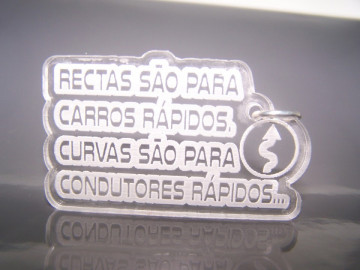 RECTAS SÃO PARA
CARROS RÁPIDOS,
CURVAS SÃO PARA
CONDUTORES RÁPIDOS...